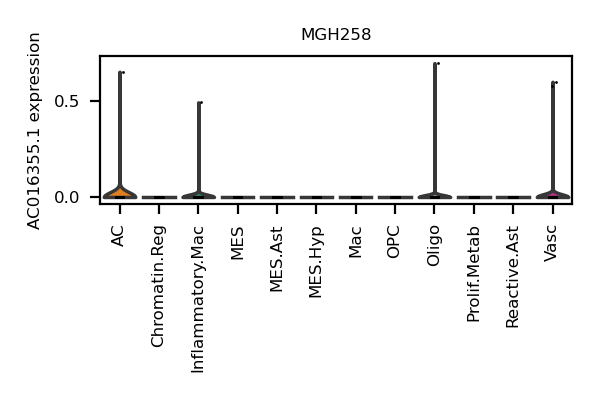 MGH258
AC016355.1 expression
0.5
0.0
AC
Chromatin.Reg
Inflammatory.Mac
MES
MES.Ast
MES.Hyp
Mac
OPC
Oligo
Prolif.Metab
Reactive.Ast
Vasc